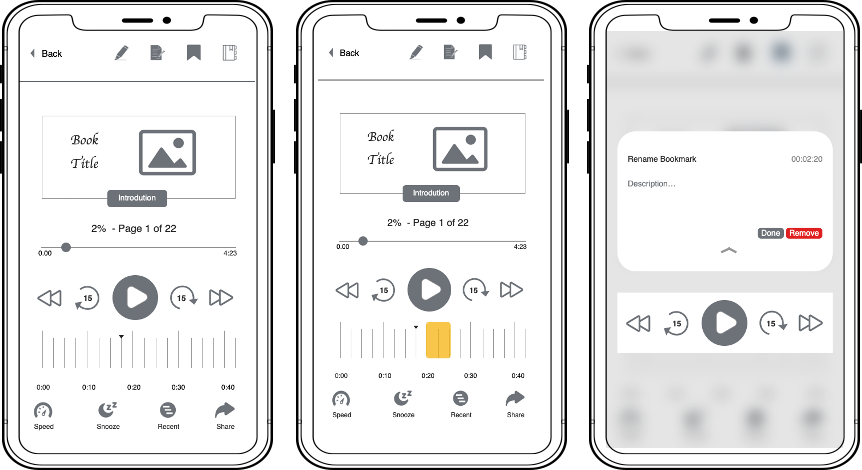 Back
Book
Title
Introdution
2% - Page 1 of 22
0.00 4:23
15 15
0:00 0:10 0:20 0:30 0:40
Speed Snooze Recent Share
Back
Book
Title
Introdution
2% - Page 1 of 22
0.00 4:23
15 15
0:00 0:10 0:20 0:30 0:40
Speed Snooze Recent Share
Rename Bookmark 00:02:20
Description...
Done Remove
15 15